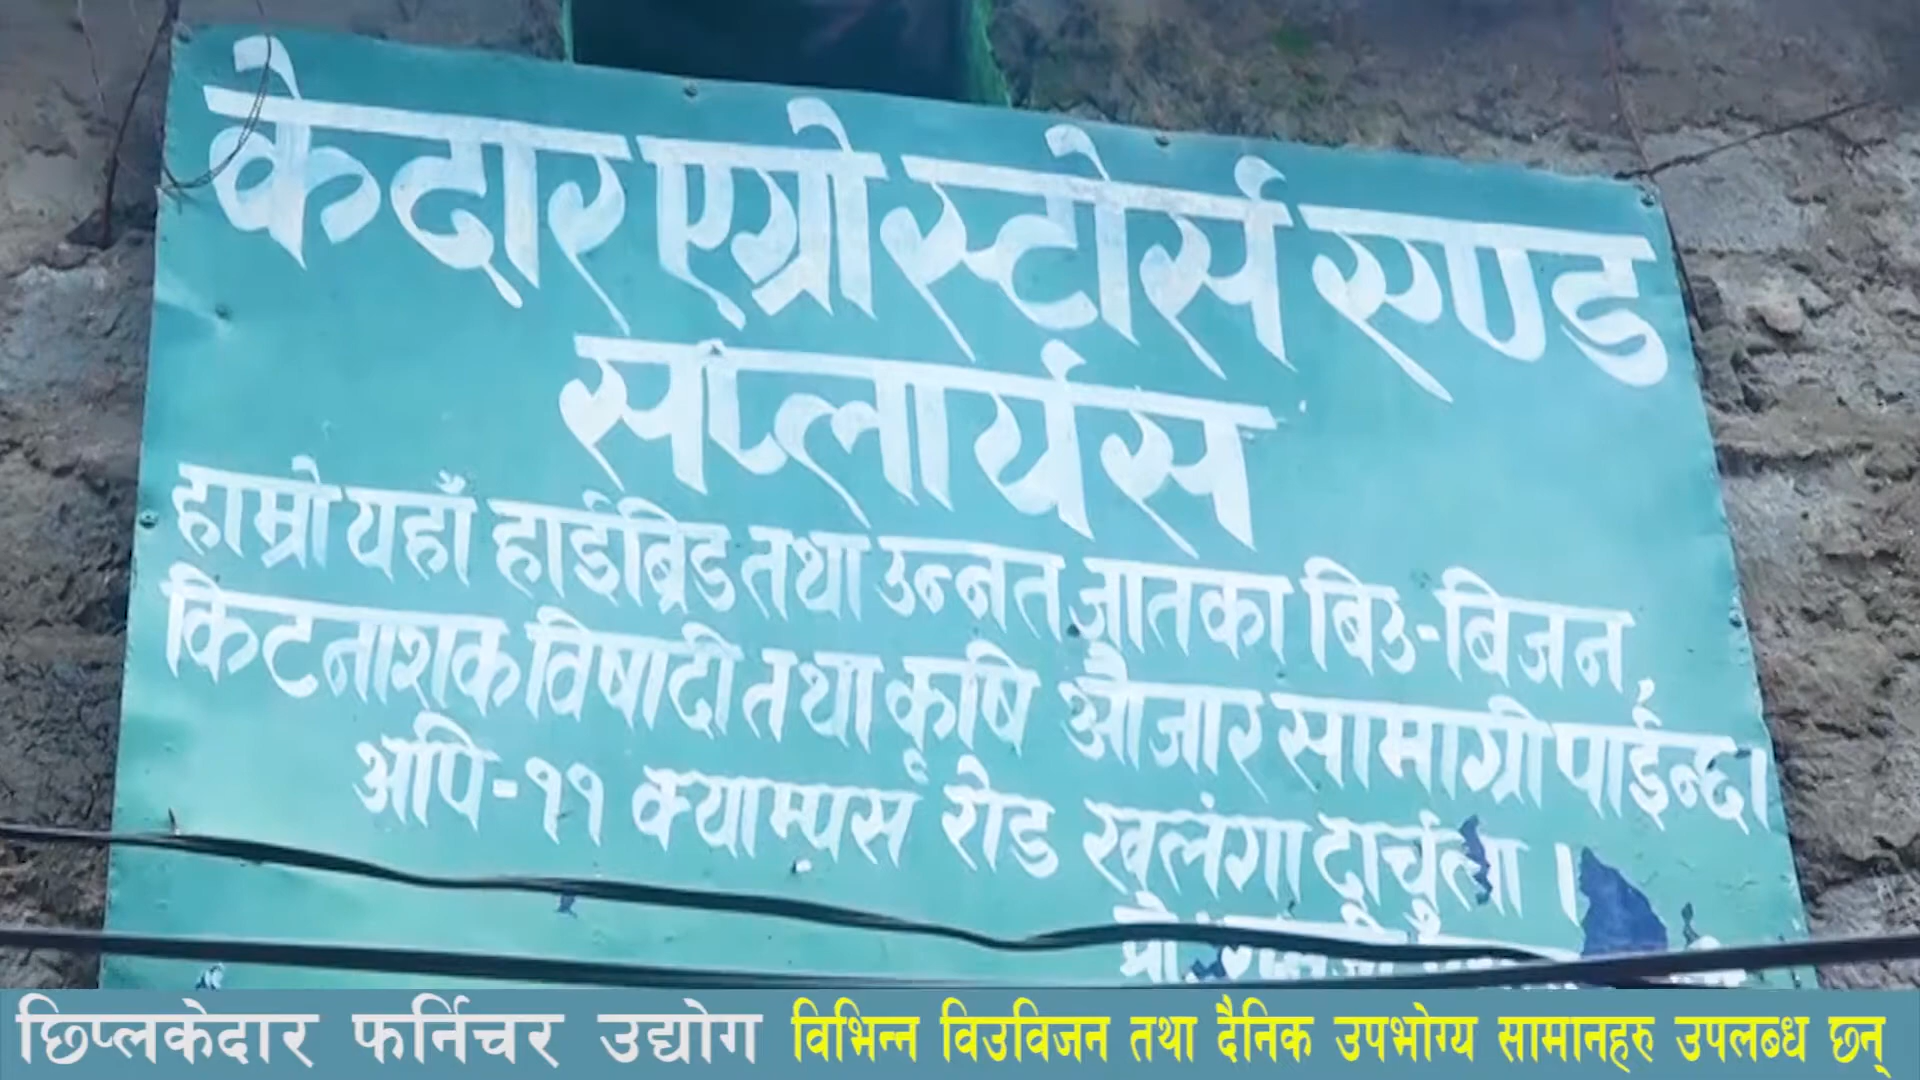 केदार एग्रो स्टोर्स एण्ड
सप्लार्यस
हाम्रो यहाँ हाईब्रिड तथा उन्नत जातका बिउ-बिजन,
किटनाशक विषादी तथा कृषि औजार सामाग्री पाईन्छ।
अपि-११ क्याम्पस रोड खलंगा दार्चुला ।
प्रो.
छिप्लकेदार फर्निचर उद्योग विभिन्न विउविजन तथा दैनिक उपभोग्य सामानहरु उपलब्ध छन्